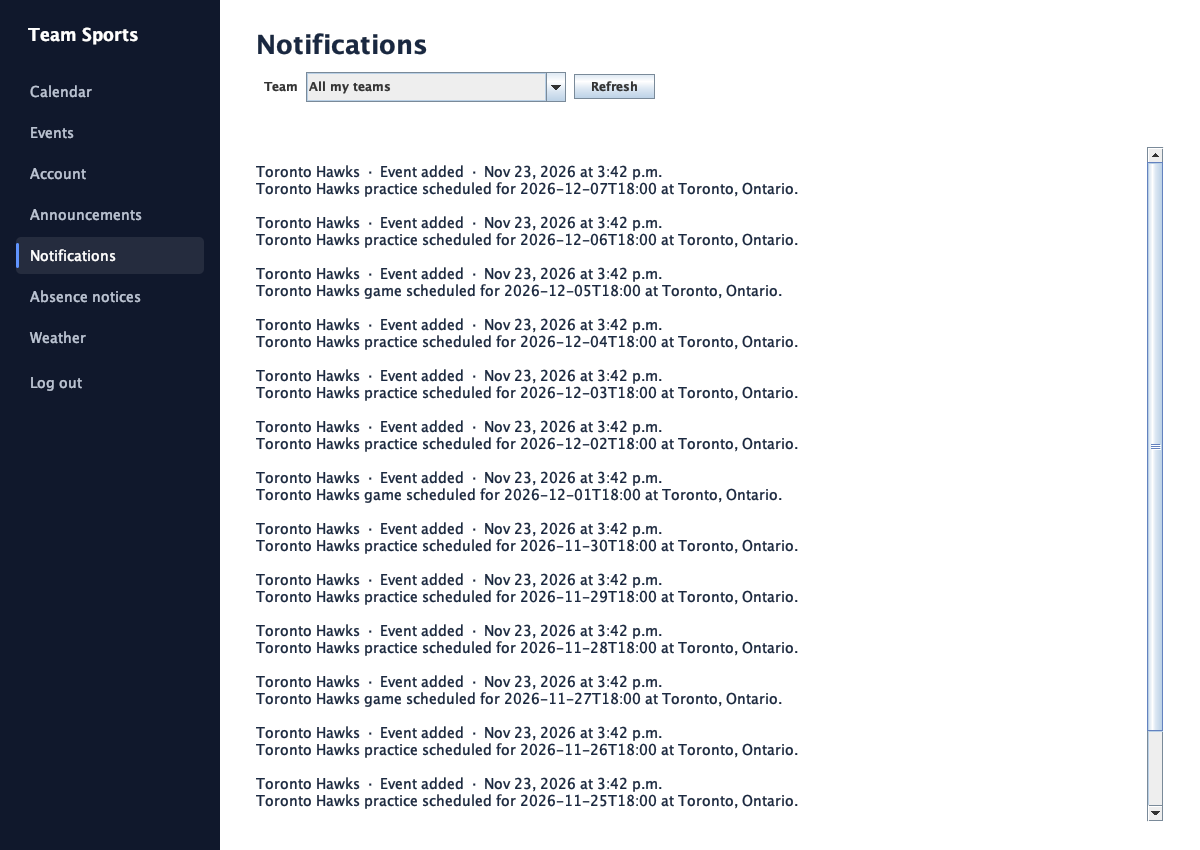 Team Sports
Calendar
Events
Account
Announcements
Notifications
Absence notices
Weather
Log out
Notifications
Team All my teams Refresh
Toronto Hawks · Event added · Nov 23, 2026 at 3:42 p.m.
Toronto Hawks practice scheduled for 2026-12-07T18:00 at Toronto, Ontario.
Toronto Hawks · Event added · Nov 23, 2026 at 3:42 p.m.
Toronto Hawks practice scheduled for 2026-12-06T18:00 at Toronto, Ontario.
Toronto Hawks · Event added · Nov 23, 2026 at 3:42 p.m.
Toronto Hawks game scheduled for 2026-12-05T18:00 at Toronto, Ontario.
Toronto Hawks · Event added · Nov 23, 2026 at 3:42 p.m.
Toronto Hawks practice scheduled for 2026-12-04T18:00 at Toronto, Ontario.
Toronto Hawks · Event added · Nov 23, 2026 at 3:42 p.m.
Toronto Hawks practice scheduled for 2026-12-03T18:00 at Toronto, Ontario.
Toronto Hawks · Event added · Nov 23, 2026 at 3:42 p.m.
Toronto Hawks practice scheduled for 2026-12-02T18:00 at Toronto, Ontario.
Toronto Hawks · Event added · Nov 23, 2026 at 3:42 p.m.
Toronto Hawks game scheduled for 2026-12-01T18:00 at Toronto, Ontario.
Toronto Hawks · Event added · Nov 23, 2026 at 3:42 p.m.
Toronto Hawks practice scheduled for 2026-11-30T18:00 at Toronto, Ontario.
Toronto Hawks · Event added · Nov 23, 2026 at 3:42 p.m.
Toronto Hawks practice scheduled for 2026-11-29T18:00 at Toronto, Ontario.
Toronto Hawks · Event added · Nov 23, 2026 at 3:42 p.m.
Toronto Hawks practice scheduled for 2026-11-28T18:00 at Toronto, Ontario.
Toronto Hawks · Event added · Nov 23, 2026 at 3:42 p.m.
Toronto Hawks game scheduled for 2026-11-27T18:00 at Toronto, Ontario.
Toronto Hawks · Event added · Nov 23, 2026 at 3:42 p.m.
Toronto Hawks practice scheduled for 2026-11-26T18:00 at Toronto, Ontario.
Toronto Hawks · Event added · Nov 23, 2026 at 3:42 p.m.
Toronto Hawks practice scheduled for 2026-11-25T18:00 at Toronto, Ontario.